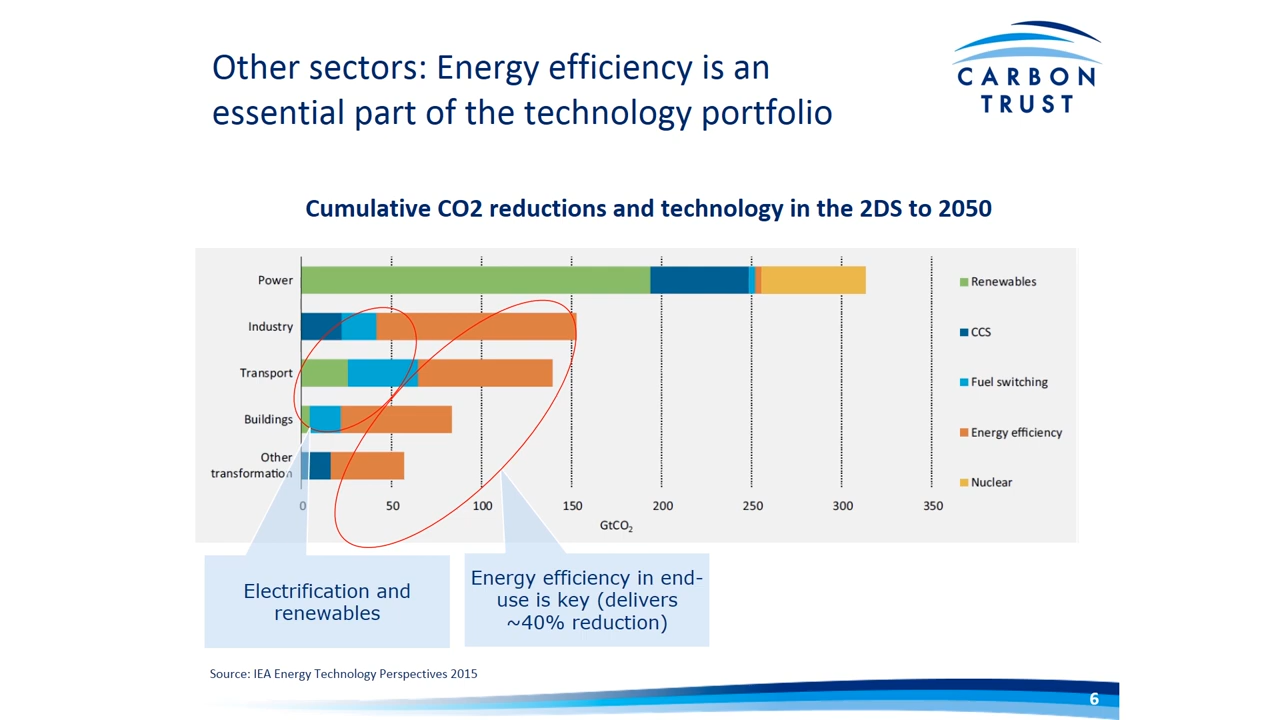 Other sectors: Energy efficiency is an
essential part of the technology portfolio
CARBON
TRUST
Cumulative CO2 reductions and technology in the 2DS to 2050
Power
Industry
Transport
Buildings
Other
transformation
0 50 100 150 200 250 300 350
GtCO2
Renewables
CCS
Fuel switching
Energy efficiency
Nuclear
Electrification and
renewables
Energy efficiency in end-
use is key (delivers
~40% reduction)
Source: IEA Energy Technology Perspectives 2015
6